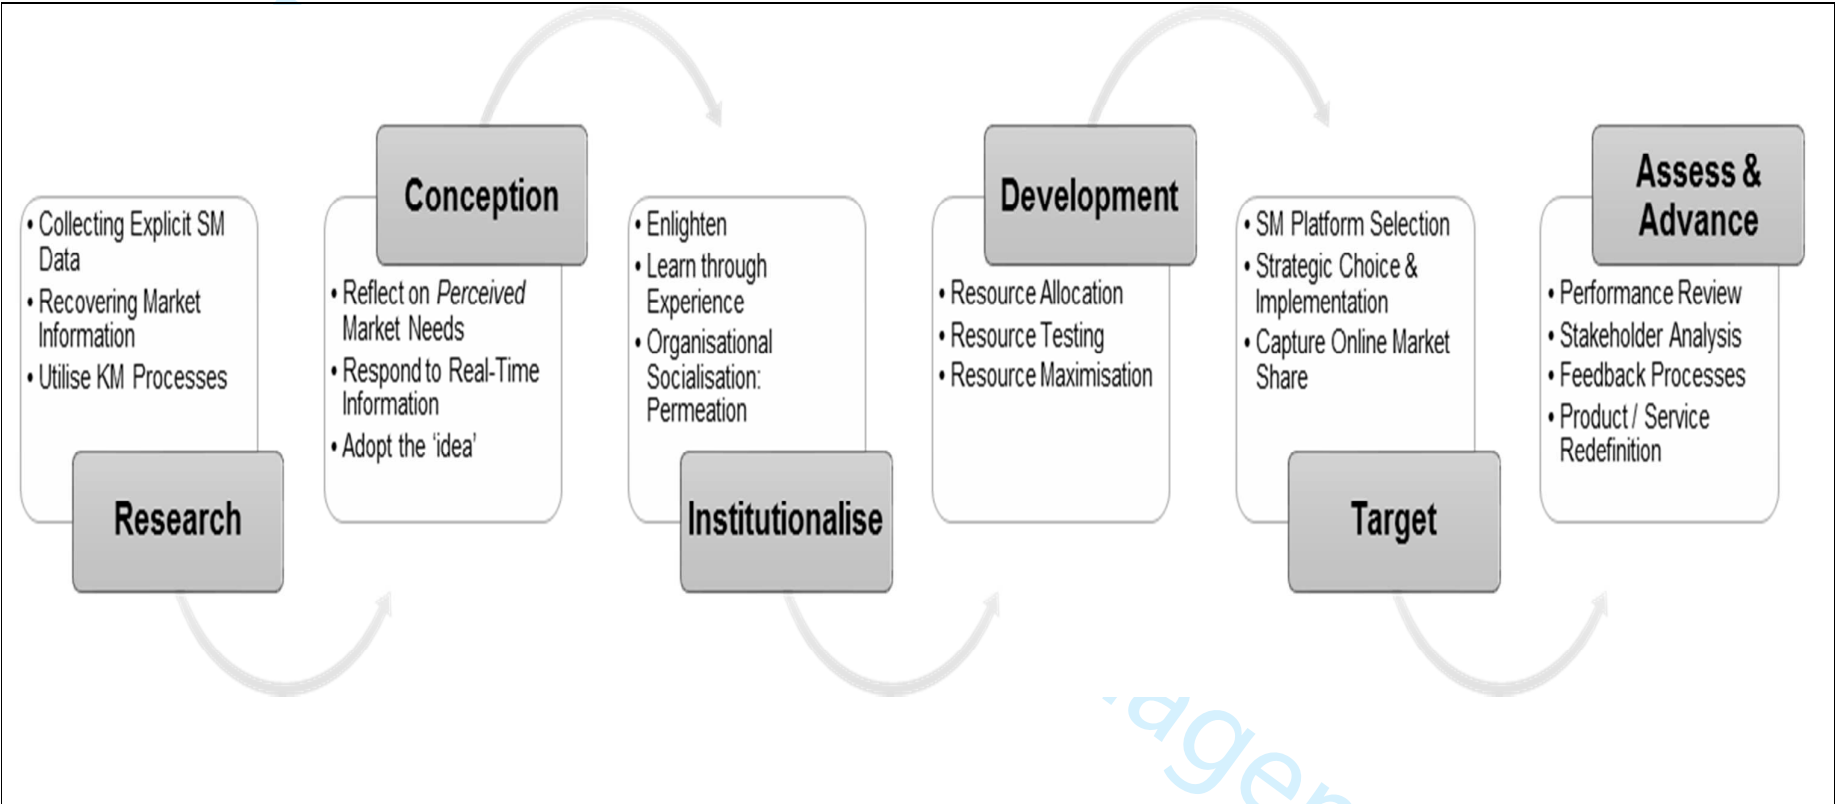 • Collecting Explicit SM
Data
• Recovering Market
Information
• Utilise KM Processes
Research
Conception
• Reflect on Perceived
Market Needs
• Respond to Real-Time
Information
• Adopt the ‘idea’
• Enlighten
• Learn through
Experience
• Organisational
Socialisation:
Permeation
Institutionalise
Development
• Resource Allocation
• Resource Testing
• Resource Maximisation
• SM Platform Selection
• Strategic Choice &
Implementation
• Capture Online Market
Share
Target
Assess &
Advance
• Performance Review
• Stakeholder Analysis
• Feedback Processes
• Product / Service
Redefinition